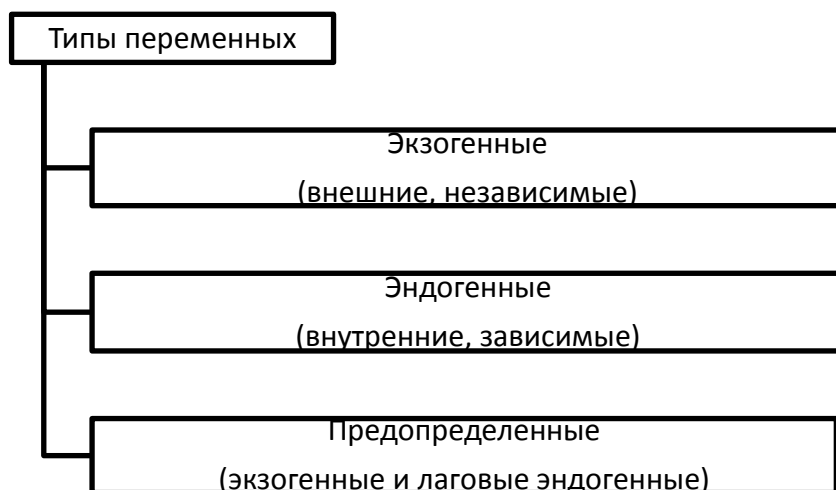 Типы переменных
Экзогенные
(внешние, независимые)
Эндогенные
(внутренние, зависимые)
Предопределенные
(экзогенные и лаговые эндогенные)